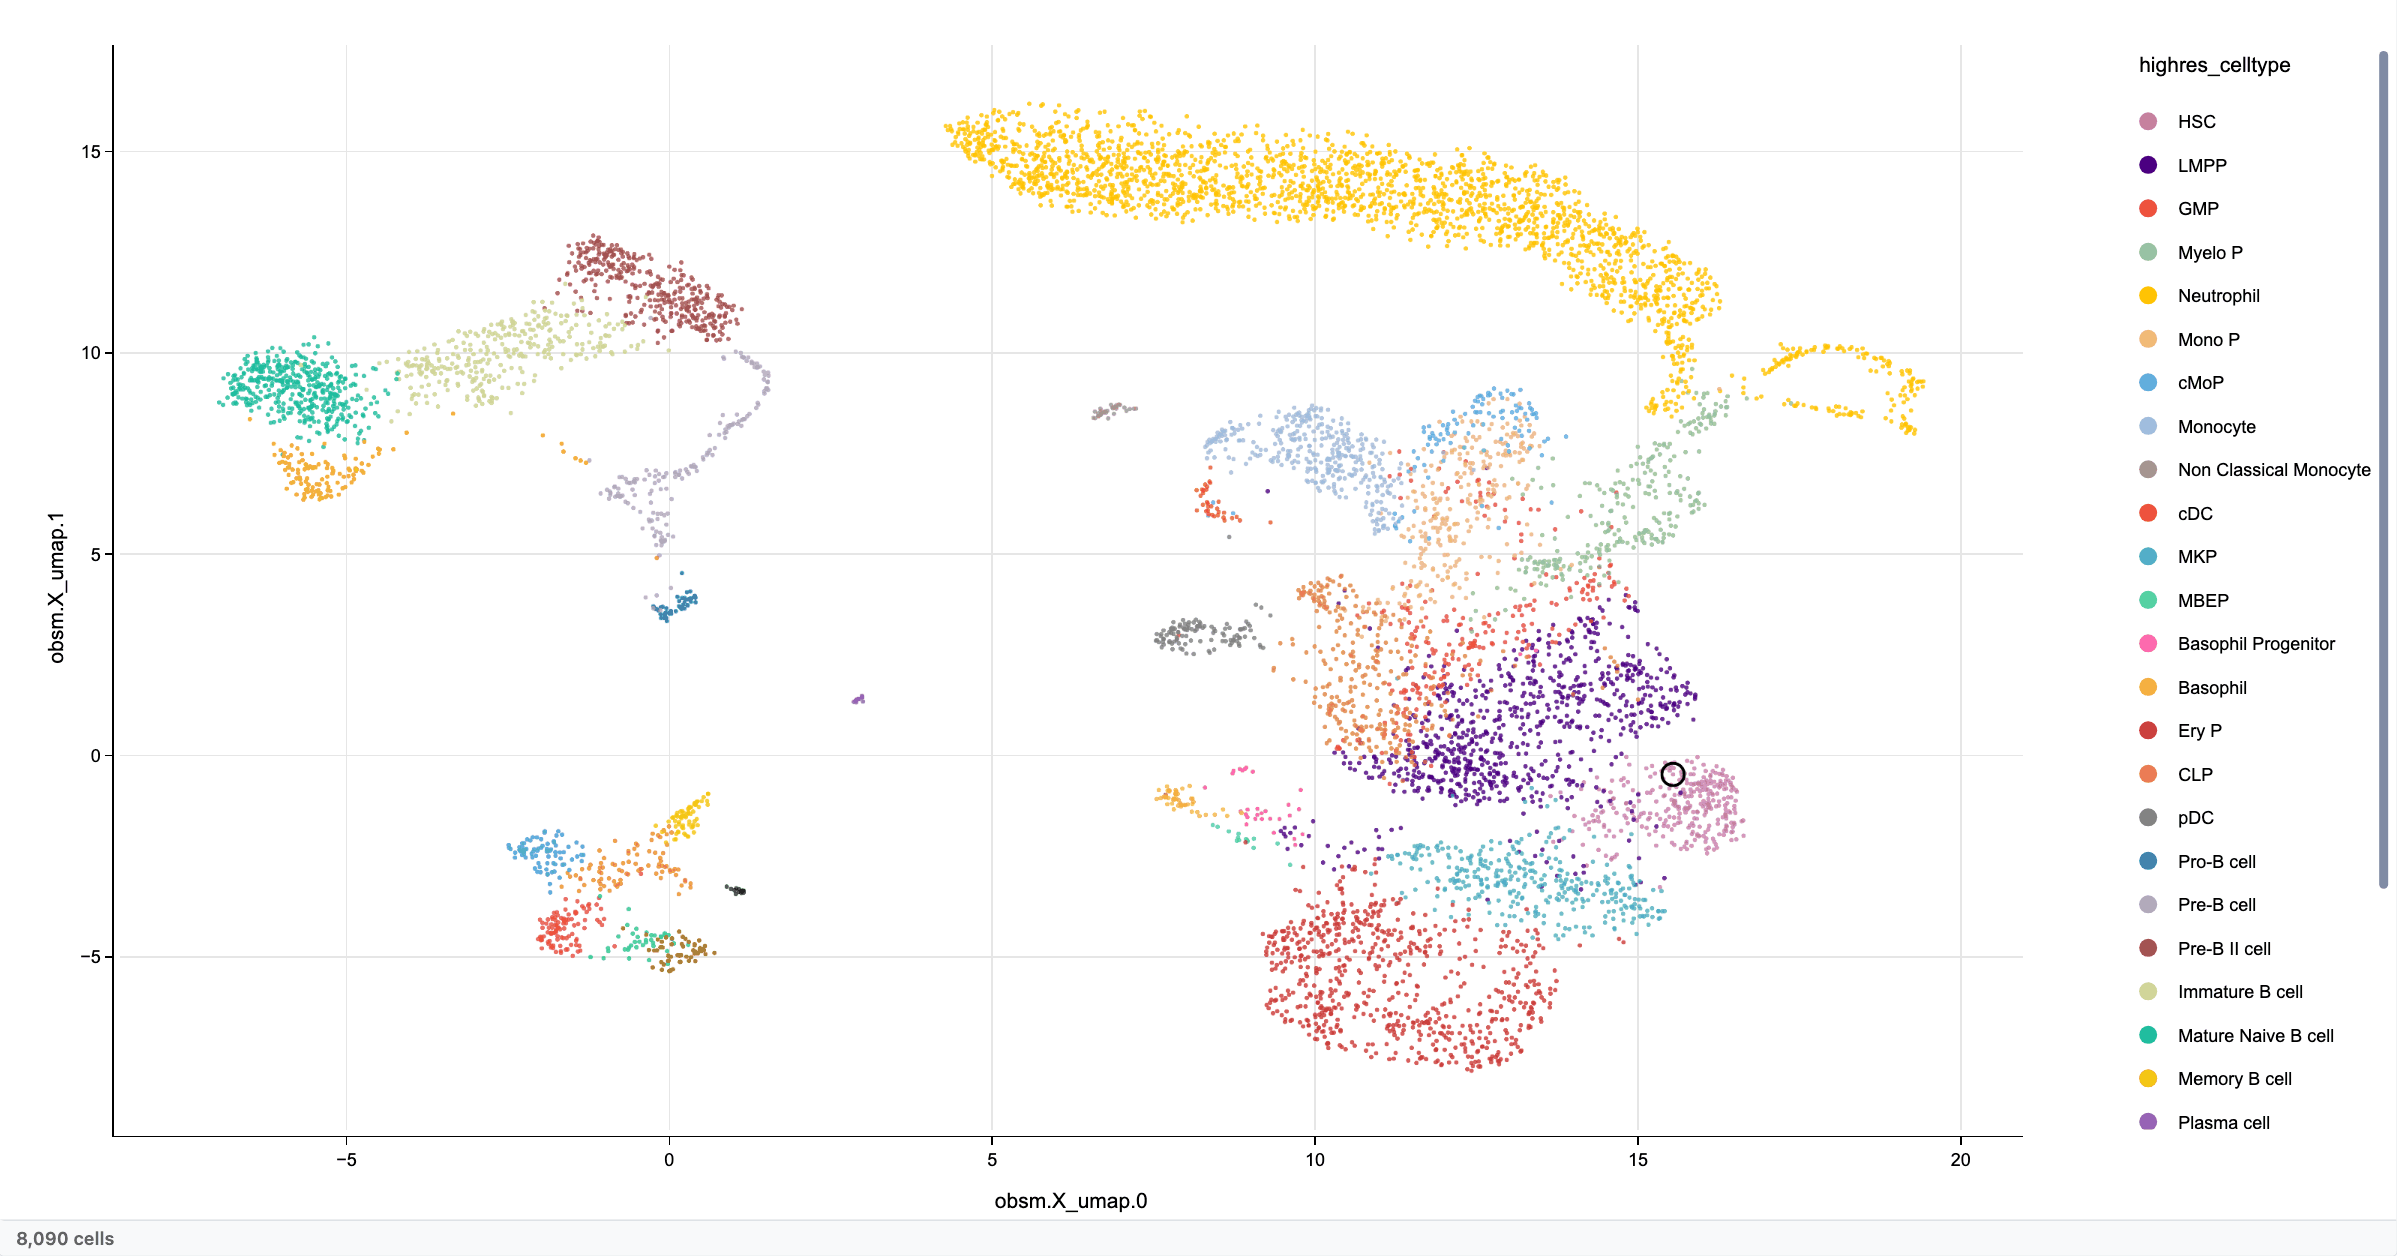 highres_celltype
HSC
LMPP
GMP
Myelo P
Neutrophil
Mono P
cMoP
Monocyte
Non Classical Monocyte
cDC
MKP
MBEP
Basophil Progenitor
Basophil
Ery P
CLP
pDC
Pro-B cell
Pre-B cell
Pre-B II cell
Immature B cell
Mature Naive B cell
Memory B cell
Plasma cell
15
10
5
0
−5
obsm.X_umap.1
−5 0 5 10 15 20
obsm.X_umap.0
8,090 cells